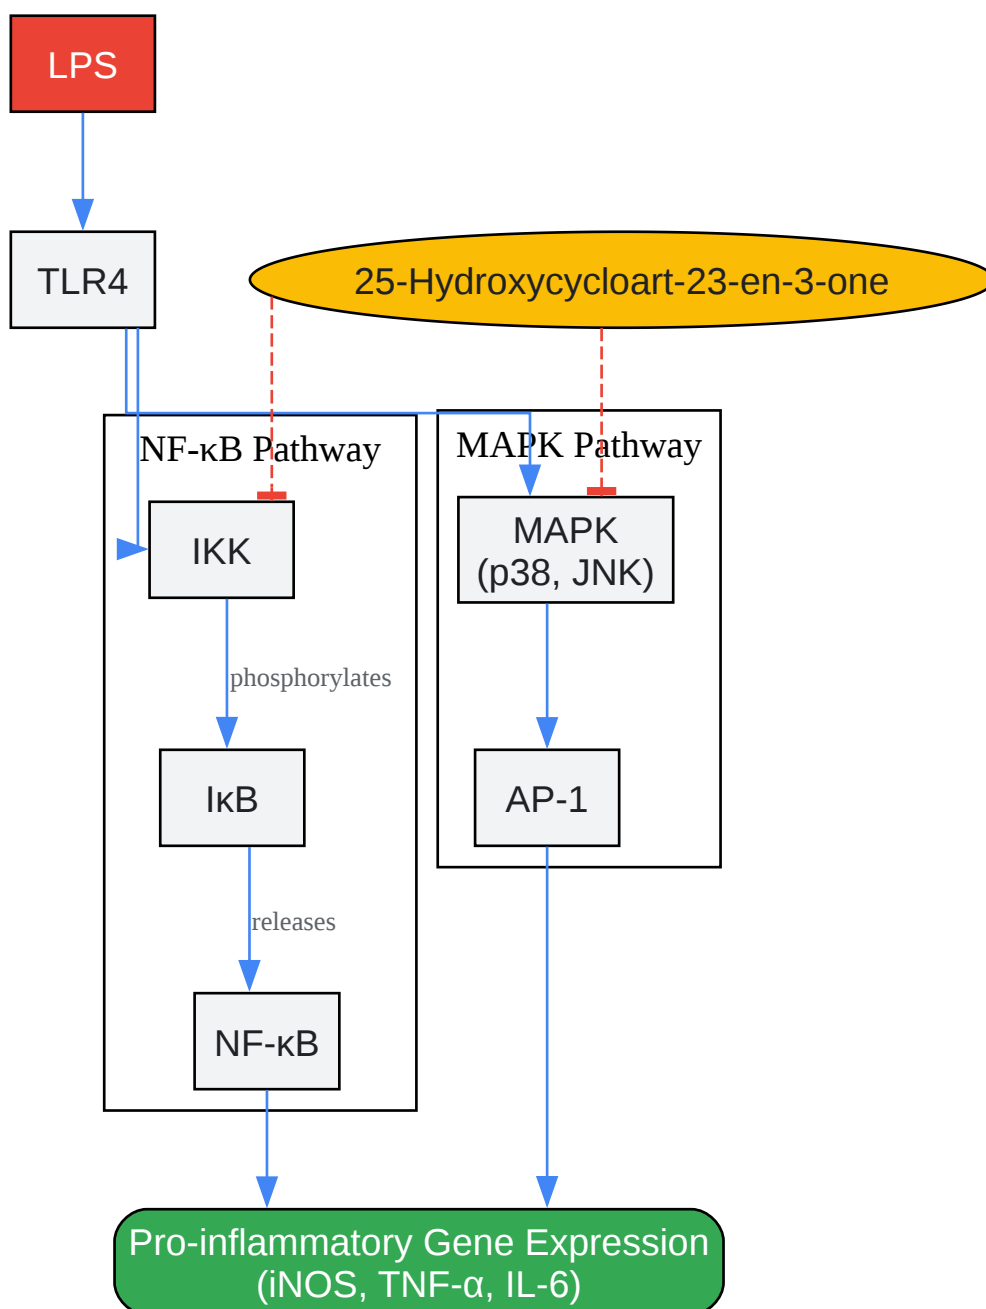 LPS
TLR4
25-Hydroxycycloart-23-en-3-one
NF-κB Pathway
MAPK Pathway
IKK
MAPK
(p38, JNK)
phosphorylates
IκB
AP-1
releases
NF-κB
Pro-inflammatory Gene Expression
(iNOS, TNF-α, IL-6)